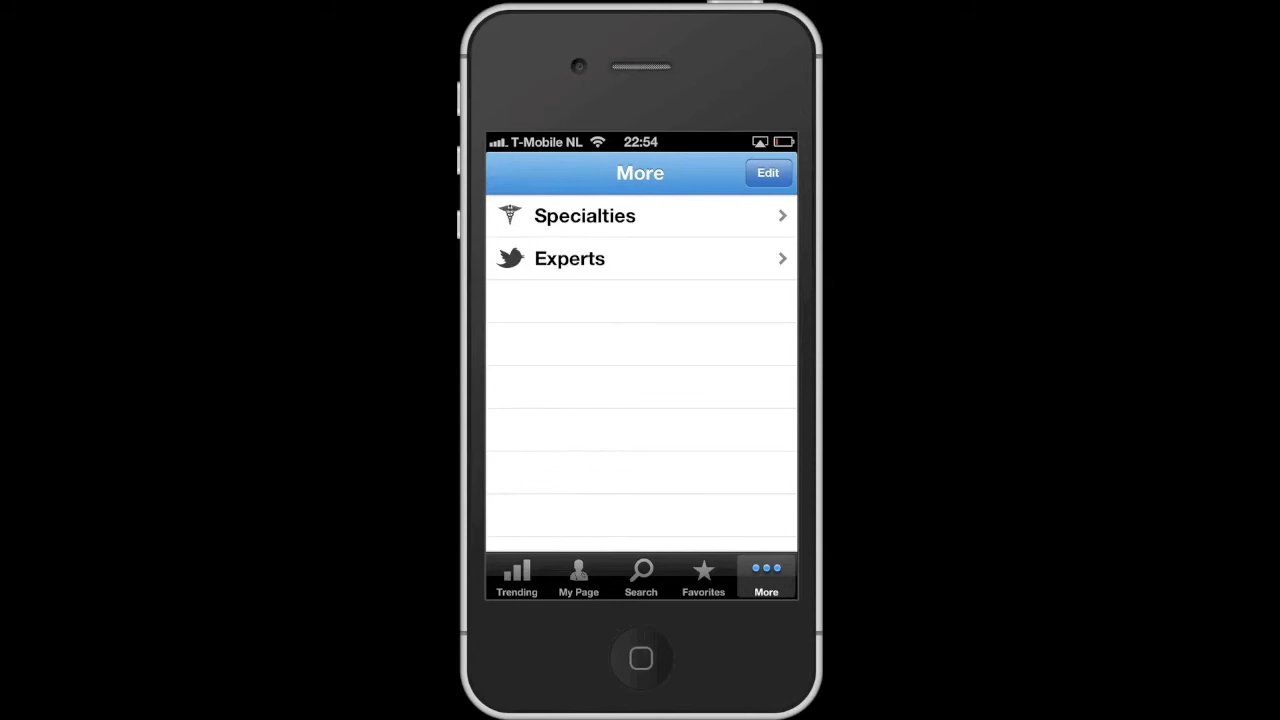 T-Mobile NL 22:54
More Edit
Specialties
Experts
Trending My Page Search Favorites More